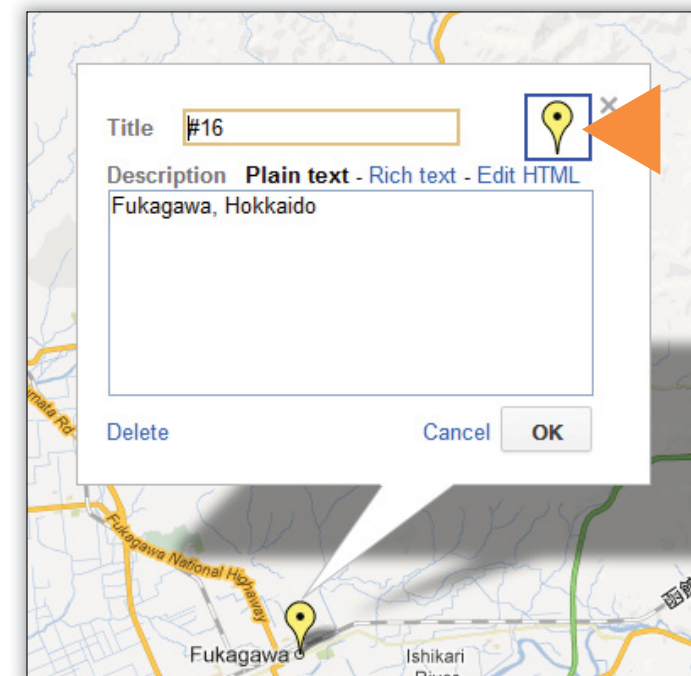 Title #16
×
Description Plain text - Rich text - Edit HTML
Fukagawa, Hokkaido
Delete Cancel OK
Fukagawa National Highway
Fukagawa
Ishikari
River